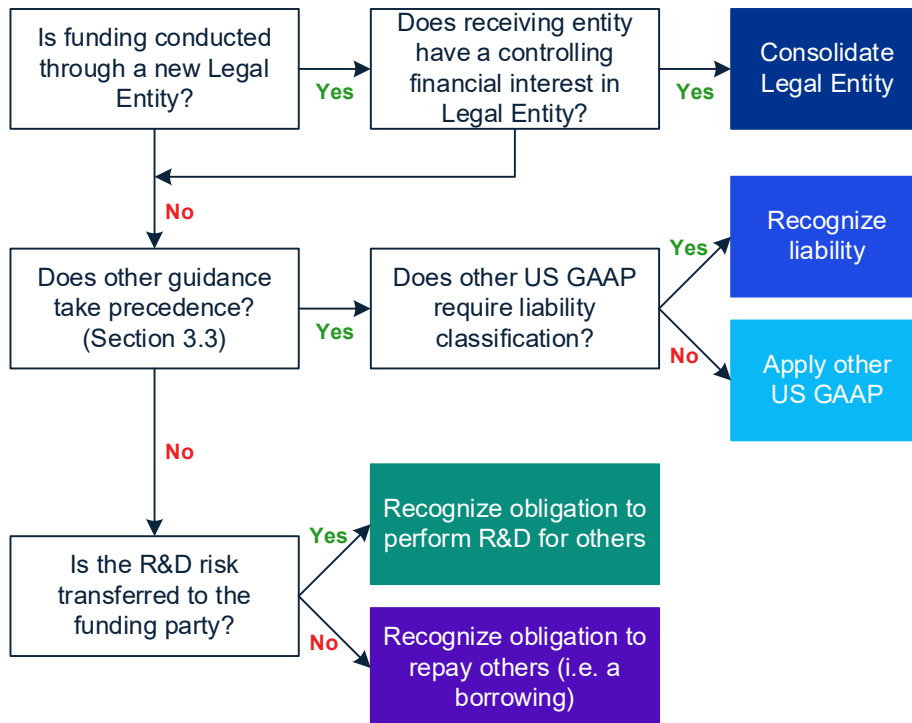 Is funding conducted
through a new Legal
Entity?
Yes
Does receiving entity
have a controlling
financial interest in
Legal Entity?
Yes
Consolidate
Legal Entity
No
Does other guidance
take precedence?
(Section 3.3)
Yes
Does other US GAAP
require liability
classification?
Yes
Recognize
liability
No
Apply other
US GAAP
No
Is the R&D risk
transferred to the
funding party?
Yes
Recognize obligation to
perform R&D for others
No
Recognize obligation to
repay others (i.e. a
borrowing)